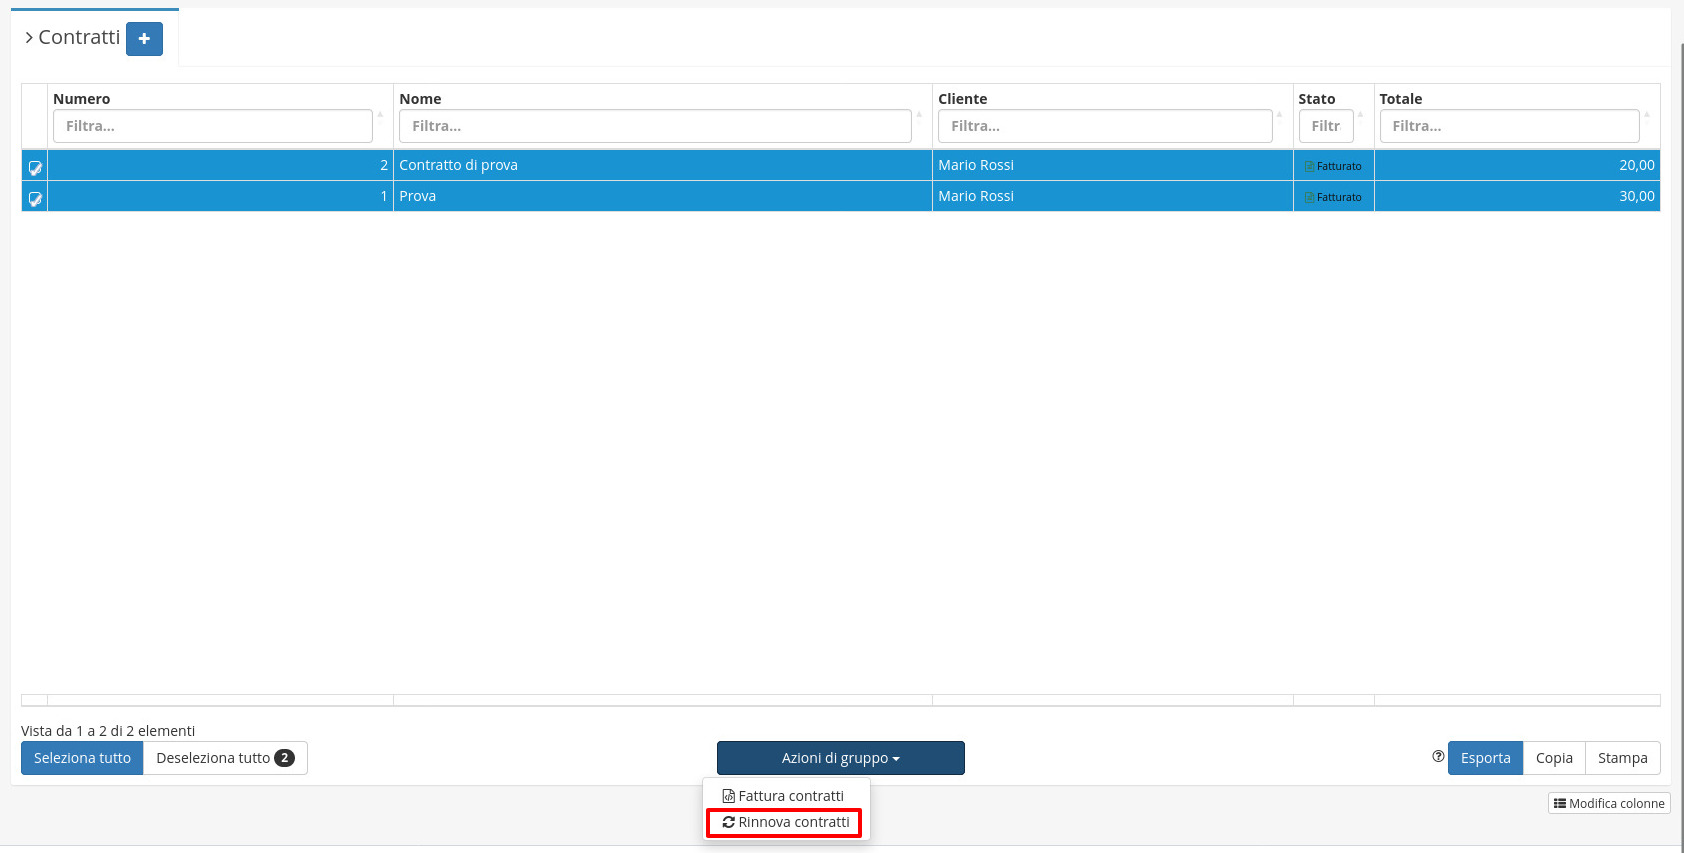 Contratti +
Numero Nome Cliente Stato Totale
Filtra... Filtra... Filtra... Filtr Filtra...
2 Contratto di prova Mario Rossi Fatturato 20,00
1 Prova Mario Rossi Fatturato 30,00
Vista da 1 a 2 di 2 elementi
Seleziona tutto Deseleziona tutto 2 Azioni di gruppo Esporta Copia Stampa
Fattura contratti
Modifica colonne
Rinnova contratti